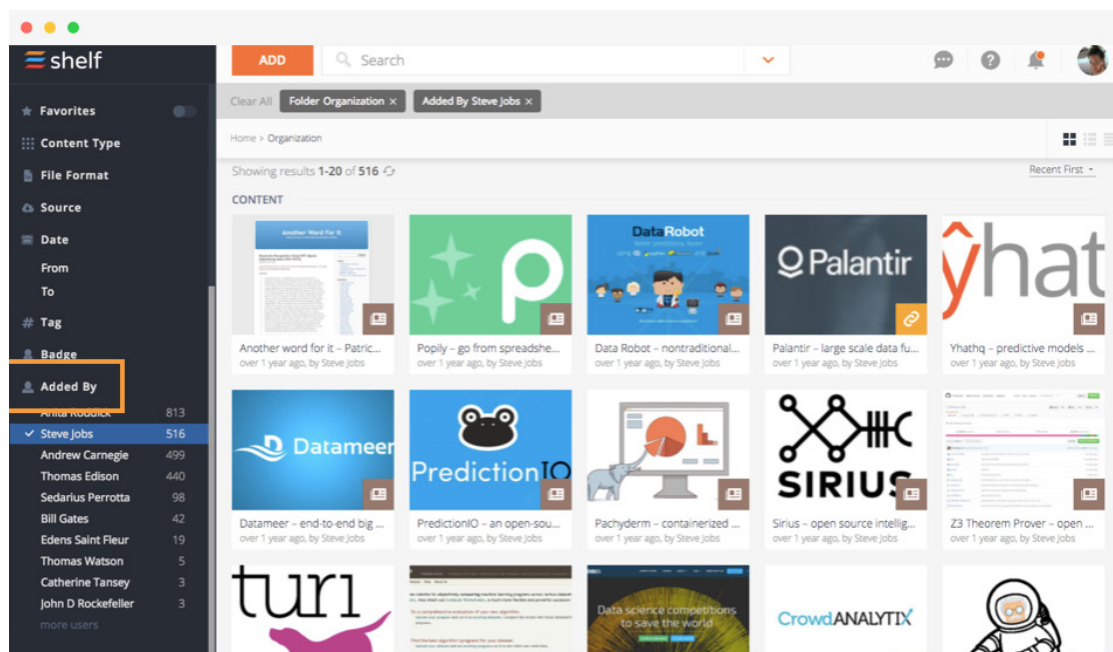 shelf
ADD
Search
Favorites
Content Type
File Format
Source
Date
From
To
Tag
Badge
Added By
Anita Roddick 813
Steve Jobs 516
Andrew Carnegie 499
Thomas Edison 440
Sedarius Perrotta 98
Bill Gates 42
Edens Saint Fleur 19
Thomas Watson 5
Catherine Tansey 3
John D Rockefeller 3
more users
Clear All Folder Organization × Added By Steve Jobs ×
Home > Organization
Showing results 1-20 of 516
Recent First
CONTENT
Another Word For It
DataRobot
Palantir
ŷhat
Another word for it – Patric...
over 1 year ago, by Steve Jobs
Popily – go from spreadshe...
over 1 year ago, by Steve Jobs
Data Robot – nontraditional...
over 1 year ago, by Steve Jobs
Palantir – large scale data fu...
over 1 year ago, by Steve Jobs
Yhathq – predictive models ...
over 1 year ago, by Steve Jobs
Datameer
PredictionIO
SIRIUS
Datameer – end-to-end big ...
over 1 year ago, by Steve Jobs
PredictionIO – an open-sou...
over 1 year ago, by Steve Jobs
Pachyderm – containerized ...
over 1 year ago, by Steve Jobs
Sirius – open source intellig...
over 1 year ago, by Steve Jobs
Z3 Theorem Prover – open ...
over 1 year ago, by Steve Jobs
turi
Data science competitions
to save the world
CrowdANALYTIX